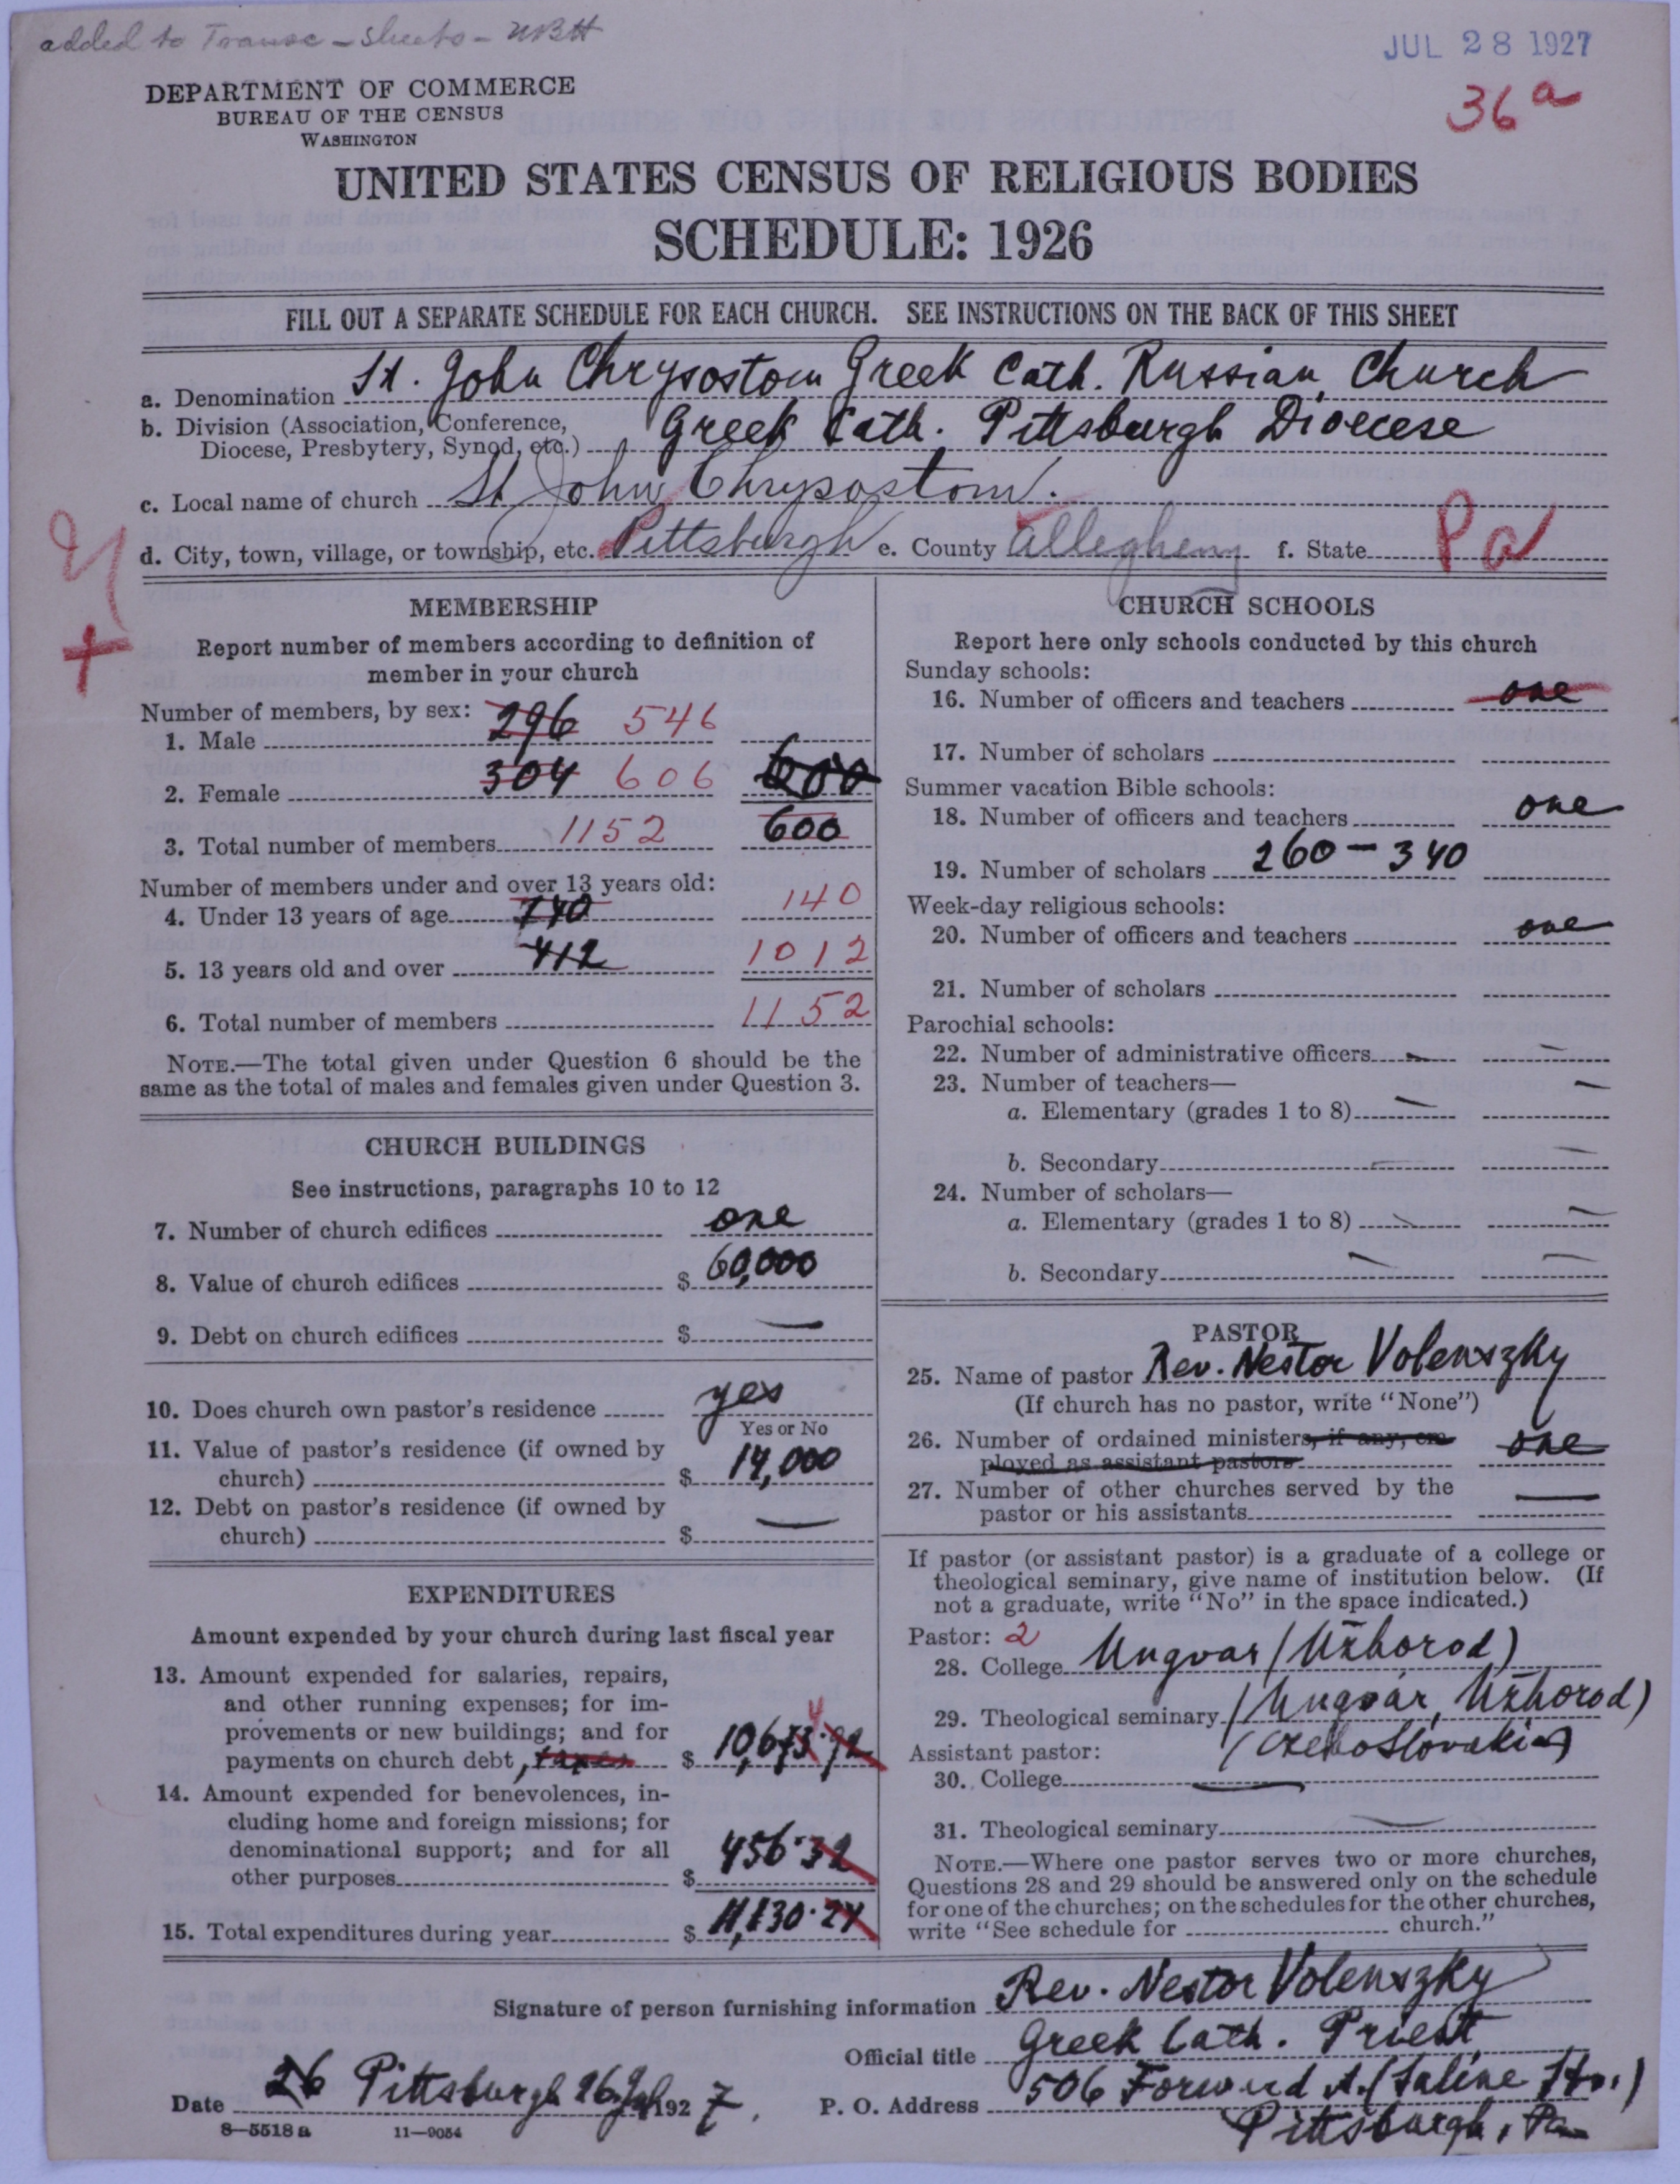 added to Transc-sheets- WBH
JUL 28 1927
36 a
DEPARTMENT OF COMMERCE
BUREAU OF THE CENSUS
WASHINGTON
UNITED STATES CENSUS OF RELIGIOUS BODIES
SCHEDULE: 1926
FILL OUT A SEPARATE SCHEDULE FOR EACH CHURCH. SEE INSTRUCTIONS ON THE BACK OF THIS SHEET
a. Denomination St. John Chrysostom Greek Cath. Russian Church
b. Division (Association, Conference,
Diocese, Presbytery, Synod, etc.) Greek Cath. Pittsburgh Dioecese
c. Local name of church St John Chrysostom.
d. City, town, village, or township, etc. Pittsburgh e. County Allegheny f. State Pa
MEMBERSHIP
Report number of members according to definition of
member in your church
Number of members, by sex:
1. Male 296 546
2. Female 304 606 600
3. Total number of members 1152 600
Number of members under and over 13 years old:
4. Under 13 years of age 140 140
5. 13 years old and over 412 1012
6. Total number of members 1152
NOTE.—The total given under Question 6 should be the
same as the total of males and females given under Question 3.
CHURCH BUILDINGS
See instructions, paragraphs 10 to 12
7. Number of church edifices one
8. Value of church edifices $ 60,000
9. Debt on church edifices $ —
10. Does church own pastor's residence yes
Yes or No
11. Value of pastor's residence (if owned by
church) $ 14,000
12. Debt on pastor's residence (if owned by
church) $ —
EXPENDITURES
Amount expended by your church during last fiscal year
13. Amount expended for salaries, repairs,
and other running expenses; for im-
provements or new buildings; and for
payments on church debt, taxes $ 10,673.92 4
14. Amount expended for benevolences, in-
cluding home and foreign missions; for
denominational support; and for all
other purposes $ 456.32
15. Total expenditures during year $ 11,130.24
CHURCH SCHOOLS
Report here only schools conducted by this church
Sunday schools:
16. Number of officers and teachers one
17. Number of scholars
Summer vacation Bible schools:
18. Number of officers and teachers one
19. Number of scholars 260 - 340
Week-day religious schools:
20. Number of officers and teachers one
21. Number of scholars
Parochial schools:
22. Number of administrative officers — —
23. Number of teachers— —
a. Elementary (grades 1 to 8) —
b. Secondary — —
24. Number of scholars—
a. Elementary (grades 1 to 8) — —
b. Secondary — —
PASTOR
25. Name of pastor Rev. Nestor Volenszky
(If church has no pastor, write "None")
26. Number of ordained ministers, if any, em-
ployed as assistant pastors one
27. Number of other churches served by the
pastor or his assistants —
If pastor (or assistant pastor) is a graduate of a college or
theological seminary, give name of institution below. (If
not a graduate, write "No" in the space indicated.)
Pastor: 2
28. College Ungvar (Užhorod)
29. Theological seminary (Ungvár, Užhorod)
(Czekoslovakia)
Assistant pastor:
30. College —
31. Theological seminary —
NOTE.—Where one pastor serves two or more churches,
Questions 28 and 29 should be answered only on the schedule
for one of the churches; on the schedules for the other churches,
write "See schedule for church."
Signature of person furnishing information Rev. Nestor Volenszky
Official title Greek Cath. Priest
Date 26 Pittsburgh 26 July 1927.
P. O. Address 506 Forward A. (Saline Str.)
Pittsburgh, Pa
8—5518 a 11—9054